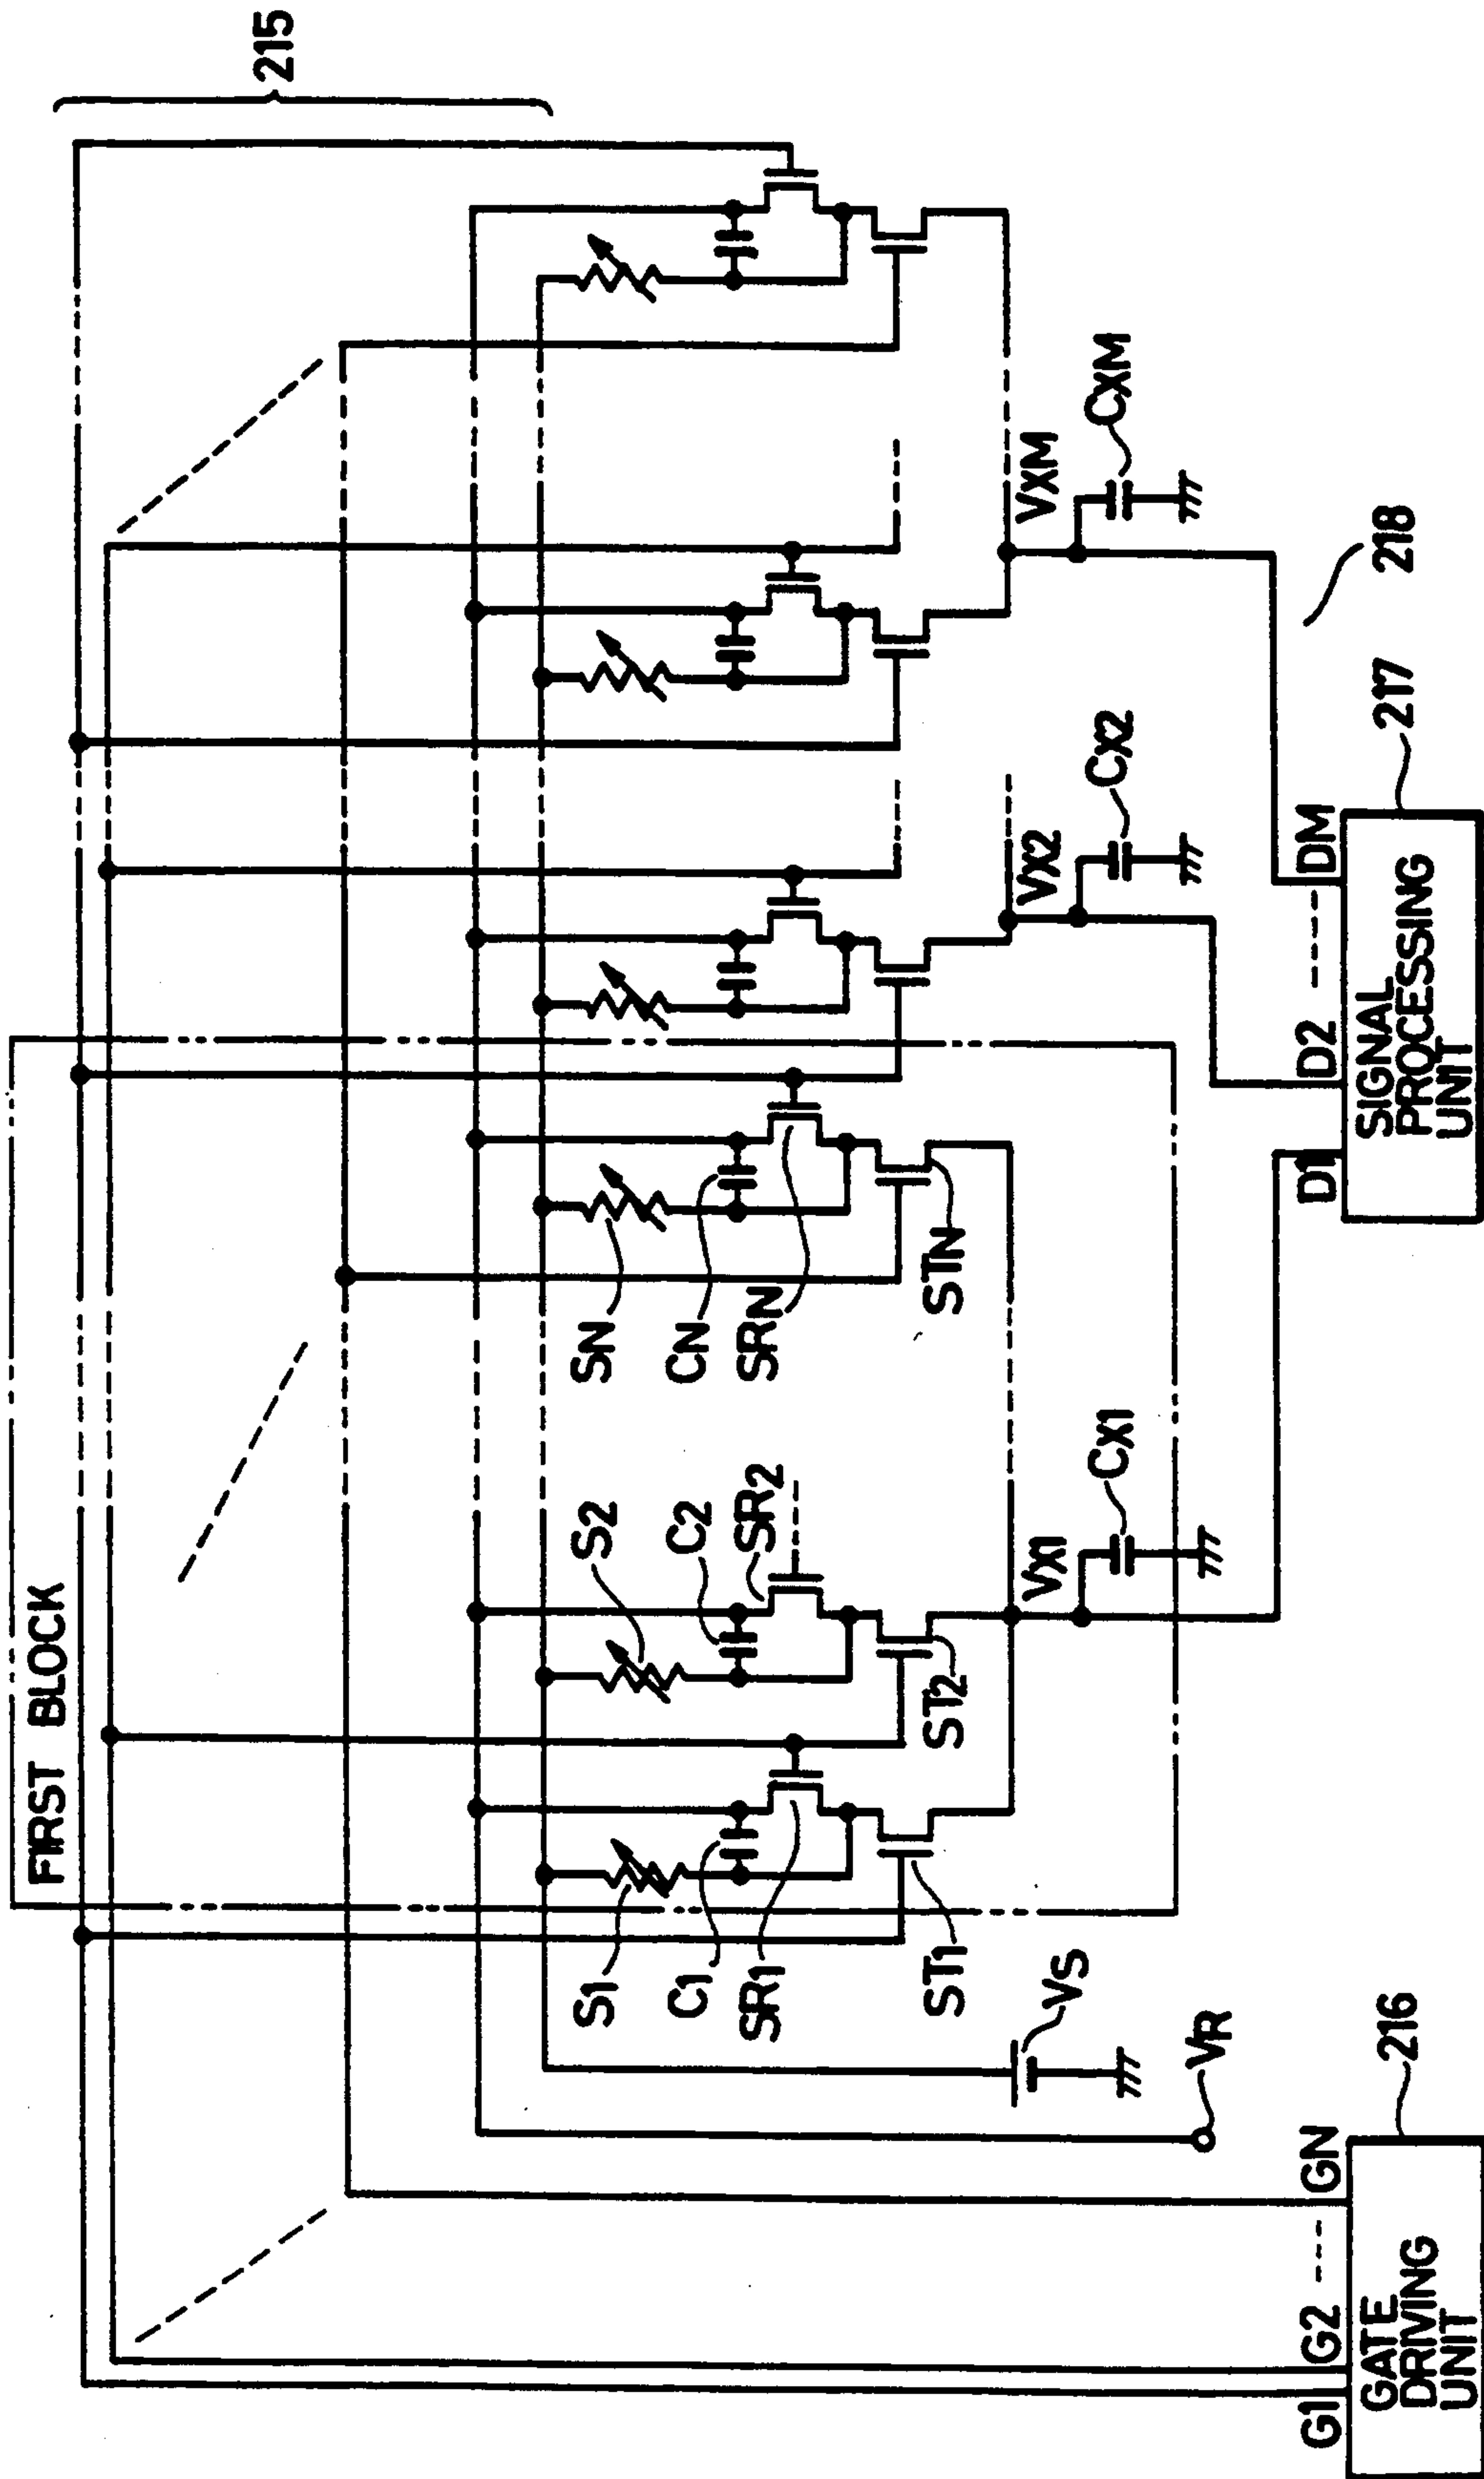 215
FIRST BLOCK
S1
C1
SR1
ST1
S2
C2
SR2
ST2
SN
CN
SRN
STN
VS
VR
VX1
CX1
VX2
CX2
VXM
CXM
218
216
G1 G2 GN
GATE
DRIVING
UNIT
217
D1 D2 DM
SIGNAL
PROCESSING
UNIT